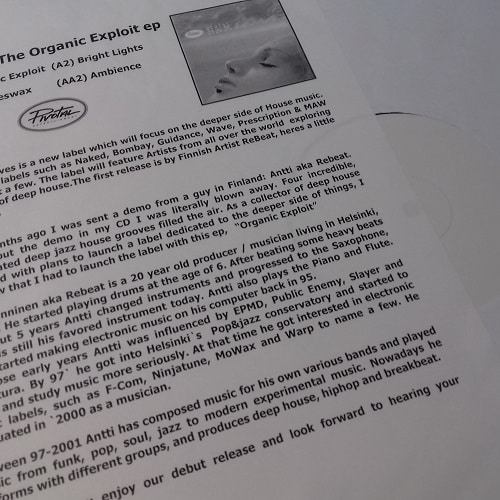 The Organic Exploit ep
c Exploit (A2) Bright Lights
eswax (AA2) Ambience
PIVOTAL
ves is a new label which will focus on the deeper side of House music.
labels such as Naked, Bombay, Guidance, Wave, Prescription & MAW
t a few. The label will feature Artists from all over the world exploring
of deep house.The first release is by Finnish Artist ReBeat, heres a little
nths ago I was sent a demo from a guy in Finland: Antti aka Rebeat.
out the demo in my CD I was literally blown away. Four incredible,
ated deep jazz house grooves filled the air. As a collector of deep house
d with plans to launch a label dedicated to the deeper side of things, I
w that I had to launch the label with this ep, "Organic Exploit"
nninen aka Rebeat is a 20 year old producer / musician living in Helsinki,
He started playing drums at the age of 6. After beating some heavy beats
out 5 years Antti changed instruments and progressed to the Saxophone,
is still his favored instrument today. Antti also plays the Piano and Flute.
tarted making electronic music on his computer back in 95.
ose early years Antti was influenced by EPMD, Public Enemy, Slayer and
tura. By 97` he got into Helsinki`s Pop&jazz conservatory and started to
and study music more seriously. At that time he got interested in electronic
c labels, such as F-Com, Ninjatune, MoWax and Warp to name a few. He
uated in `2000 as a musician.
ween 97-2001 Antti has composed music for his own various bands and played
sic from funk, pop, soul, jazz to modern experimental music. Nowadays he
forms with different groups, and produces deep house, hiphop and breakbeat.
enjoy our debut release and look forward to hearing your